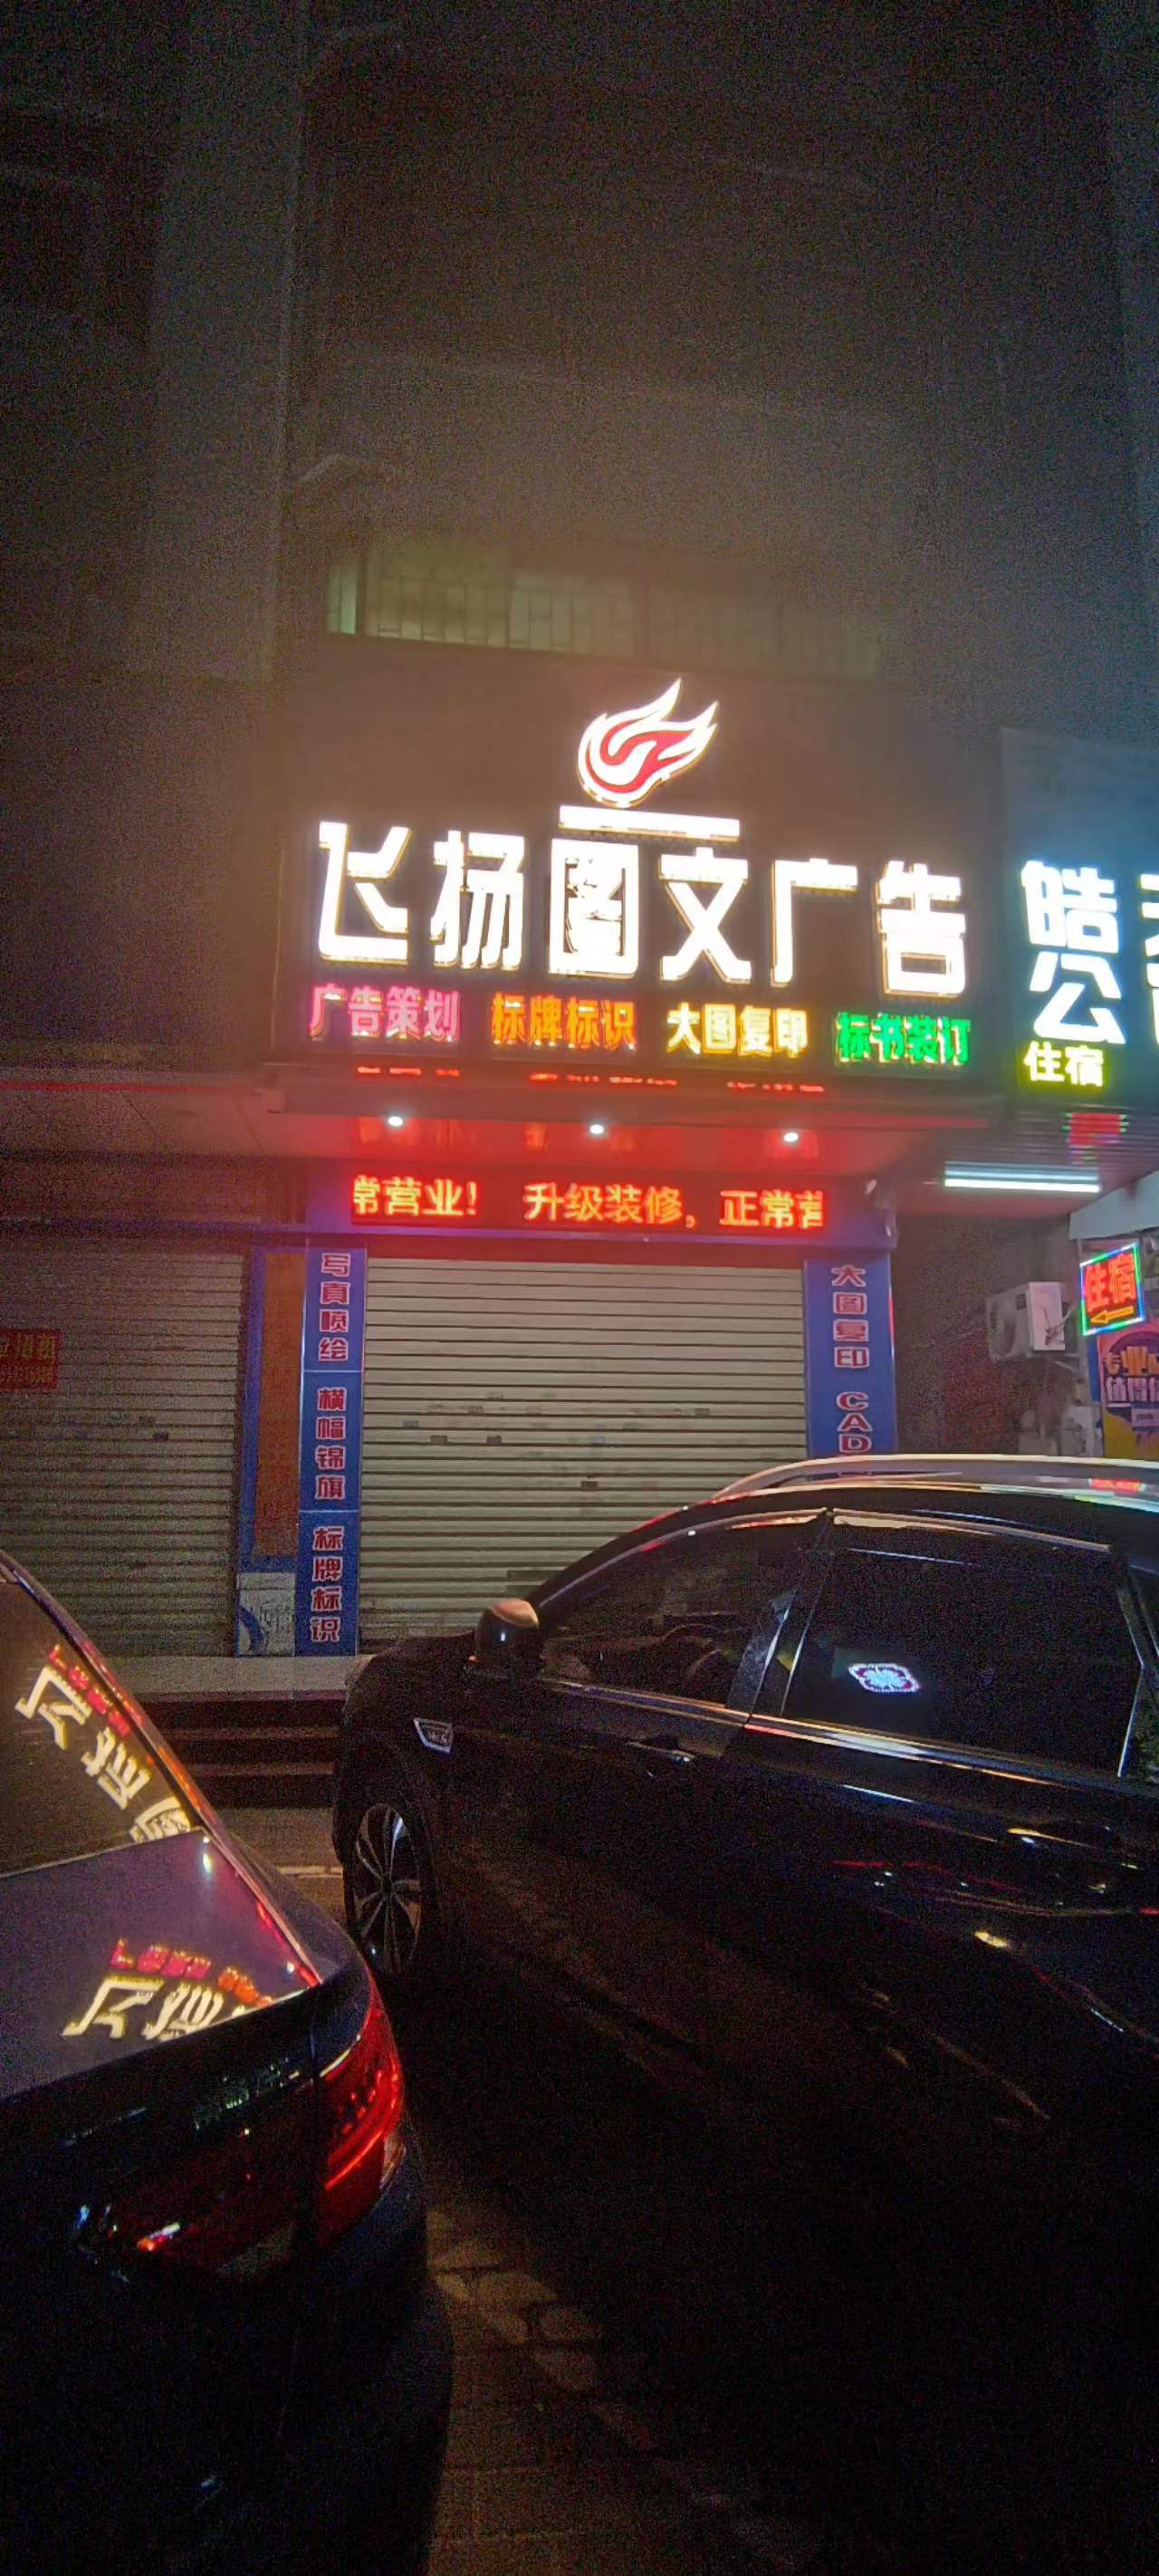 飞扬图文广告
广告策划 标牌标识 大图复印 标书装订
皓
公
住宿
常营业! 升级装修,正常营
写真喷绘 横幅锦旗 标牌标识
大图复印 CAD
住宿
招租